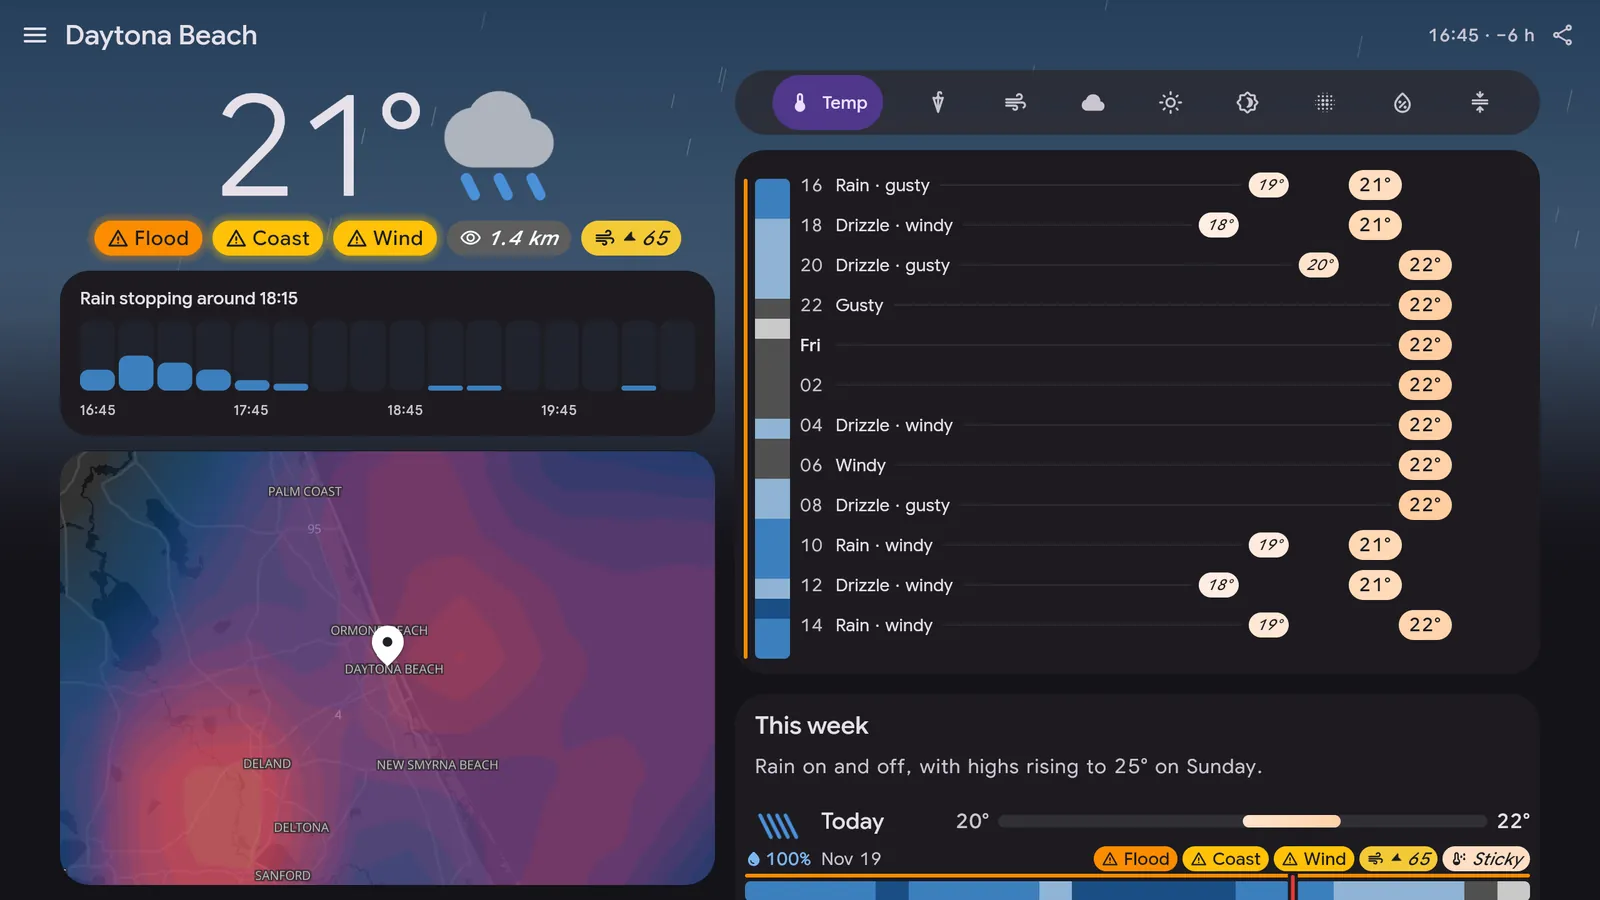 Daytona Beach
16:45 · −6 h
21°
Flood
Coast
Wind
1.4 km
65
Rain stopping around 18:15
16:45 17:45 18:45 19:45
PALM COAST
95
ORMOND BEACH
DAYTONA BEACH
4
DELAND
NEW SMYRNA BEACH
DELTONA
SANFORD
Temp
16 Rain · gusty 19° 21°
18 Drizzle · windy 18° 21°
20 Drizzle · gusty 20° 22°
22 Gusty 22°
Fri 22°
02 22°
04 Drizzle · windy 22°
06 Windy 22°
08 Drizzle · gusty 22°
10 Rain · windy 19° 21°
12 Drizzle · windy 18° 21°
14 Rain · windy 19° 22°
This week
Rain on and off, with highs rising to 25° on Sunday.
Today 20° 22°
100% Nov 19 Flood Coast Wind 65 Sticky